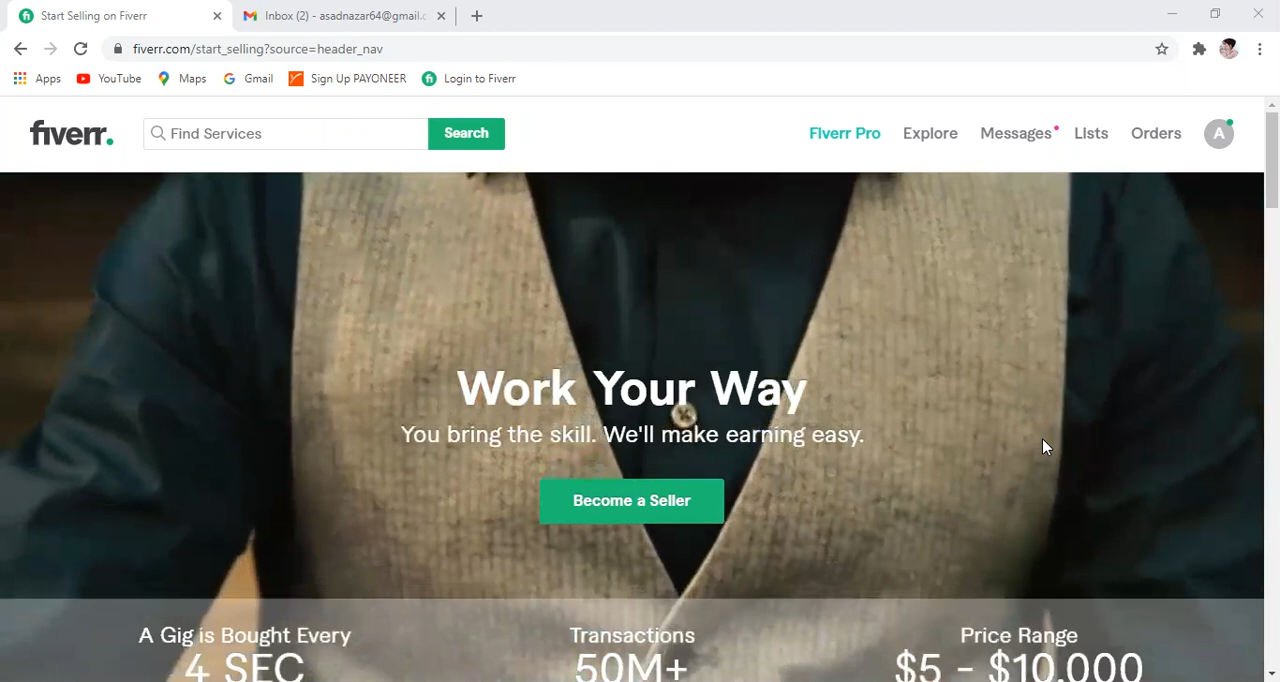 Start Selling on Fiverr
Inbox (2) - asadnazar64@gmail.c
fiverr.com/start_selling?source=header_nav
Apps
YouTube
Maps
Gmail
Sign Up PAYONEER
Login to Fiverr
fiverr.
Find Services
Search
Fiverr Pro
Explore
Messages
Lists
Orders
A
Work Your Way
You bring the skill. We'll make earning easy.
Become a Seller
A Gig is Bought Every
Transactions
Price Range
4 SEC
50M+
$5 - $10,000